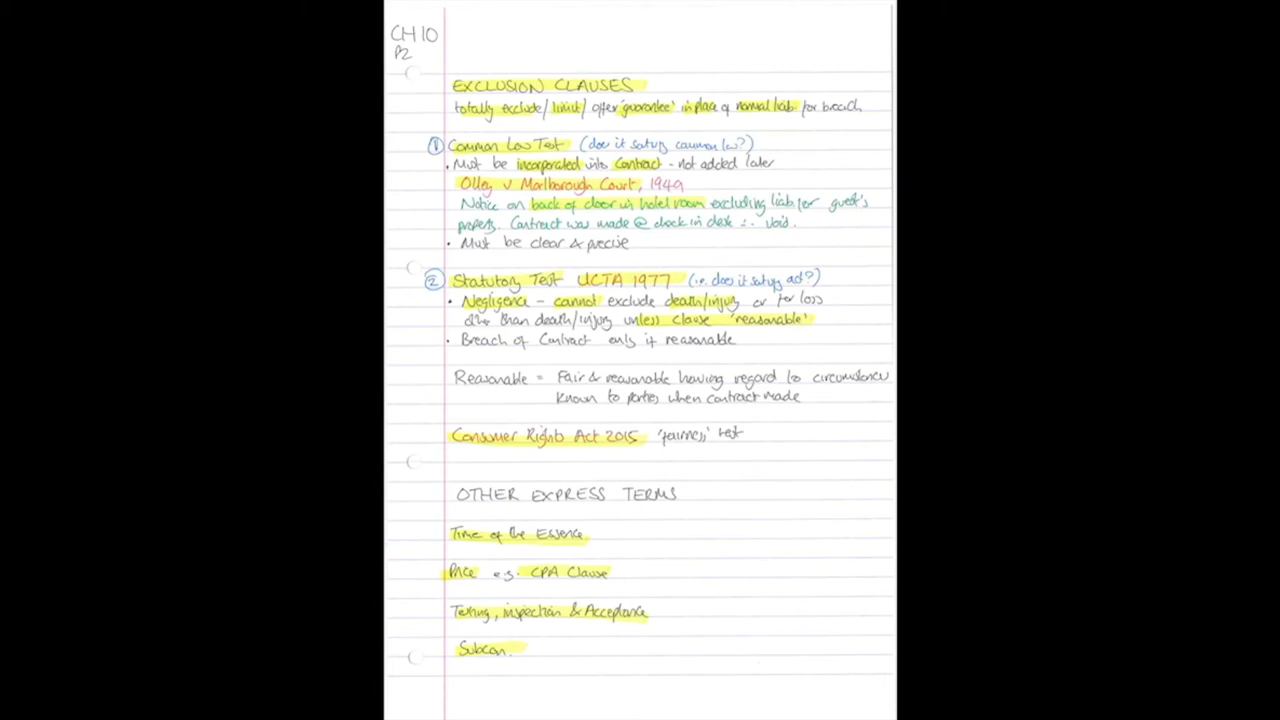 CH 10
P2
EXCLUSION CLAUSES
totally exclude/ limit/ offer 'guarantee' in place of normal liab for breach
① Common Law Test (does it satisfy common law?)
• Must be incorporated into Contract - not added later
Olley v Marlborough Court, 1949
Notice on back of door in hotel room excluding liab for guest's
property. Contract was made @ check in desk ∴ void.
• Must be clear & precise
② Statutory Test UCTA 1977 (i.e. does it satisfy act?)
• Negligence - cannot exclude death/injury or for loss
other than death/injury unless clause 'reasonable'
• Breach of Contract only if reasonable
Reasonable = Fair & reasonable having regard to circumstances
known to parties when contract made
Consumer Rights Act 2015 'fairness' test
OTHER EXPRESS TERMS
Time of the Essence
Price e.g. CPA Clause
Testing, inspection & Acceptance
Subcon.